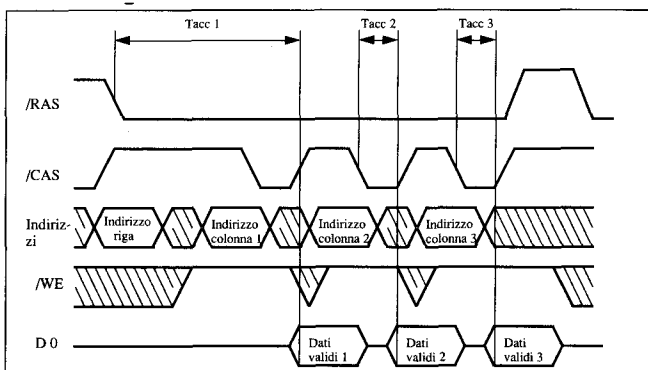 Tacc 1 Tacc 2 Tacc 3
/RAS
/CAS
Indiriz-
zi
Indirizzo
riga
Indirizzo
colonna 1
Indirizzo
colonna 2
Indirizzo
colonna 3
/WE
D 0
Dati
validi 1
Dati
validi 2
Dati
validi 3